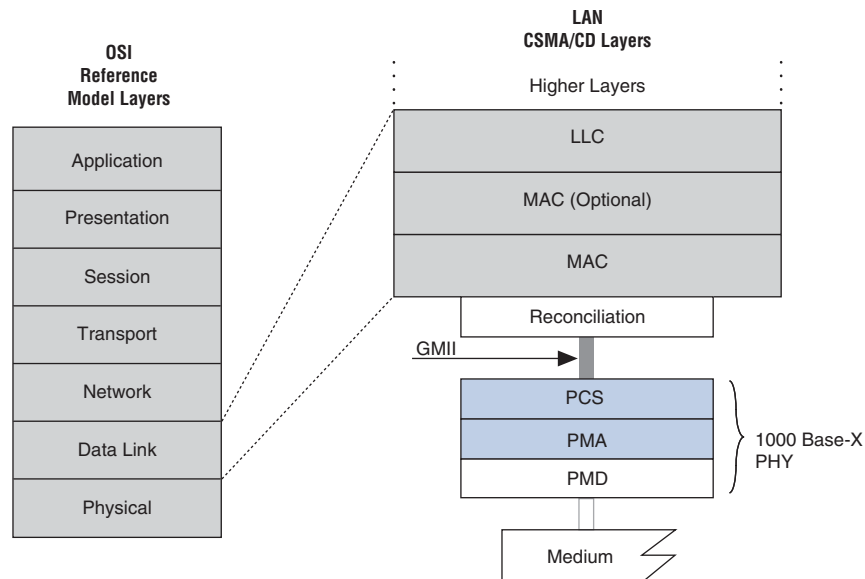 OSI
Reference
Model Layers
Application
Presentation
Session
Transport
Network
Data Link
Physical
LAN
CSMA/CD Layers
Higher Layers
LLC
MAC (Optional)
MAC
Reconciliation
GMII
PCS
PMA
PMD
1000 Base-X
PHY
Medium